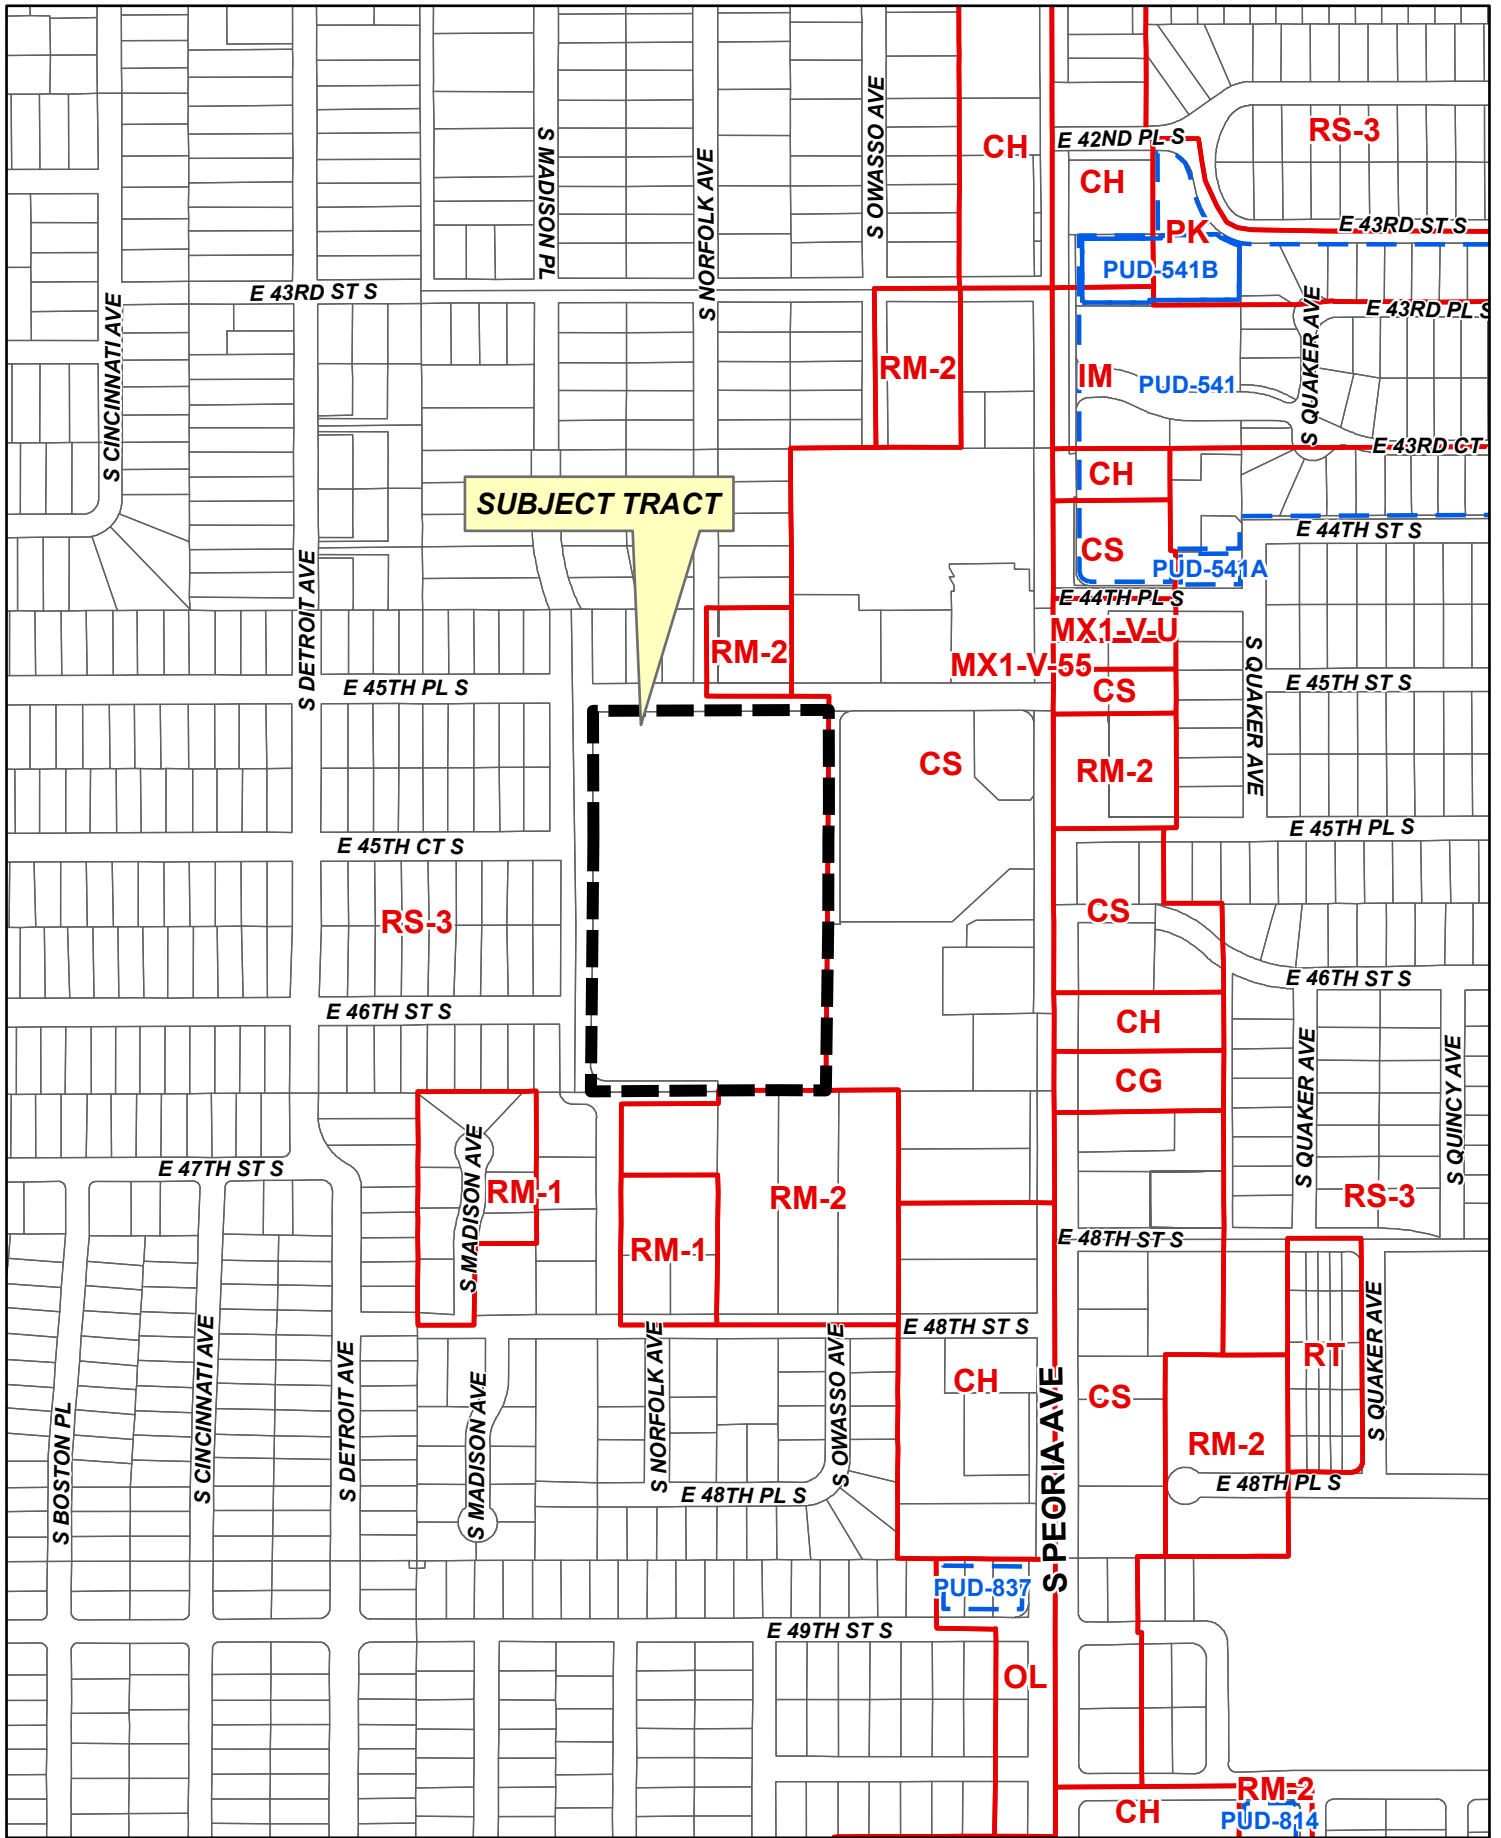 S MADISON PL
S NORFOLK AVE
S OWASSO AVE
CH
E 42ND PL S
RS-3
CH
PK
E 43RD ST S
PUD-541B
E 43RD ST S
S CINCINNATI AVE
S QUAKER AVE
E 43RD PL S
RM-2
IM
PUD-541
E 43RD CT
CH
SUBJECT TRACT
E 44TH ST S
CS
PUD-541A
S DETROIT AVE
E 44TH PL S
MX1-V-U
RM-2
MX1-V-55
S QUAKER AVE
E 45TH PL S
CS
E 45TH ST S
CS
RM-2
E 45TH PL S
E 45TH CT S
RS-3
CS
E 46TH ST S
E 46TH ST S
CH
CG
S QUAKER AVE
S QUINCY AVE
E 47TH ST S
S MADISON AVE
RM-1
RM-2
RS-3
RM-1
E 48TH ST S
E 48TH ST S
S BOSTON PL
S CINCINNATI AVE
S DETROIT AVE
S MADISON AVE
S NORFOLK AVE
S OWASSO AVE
CH
S PEORIA AVE
CS
RT
S QUAKER AVE
RM-2
E 48TH PL S
E 48TH PL S
PUD-837
E 49TH ST S
OL
RM-2
CH
PUD-814